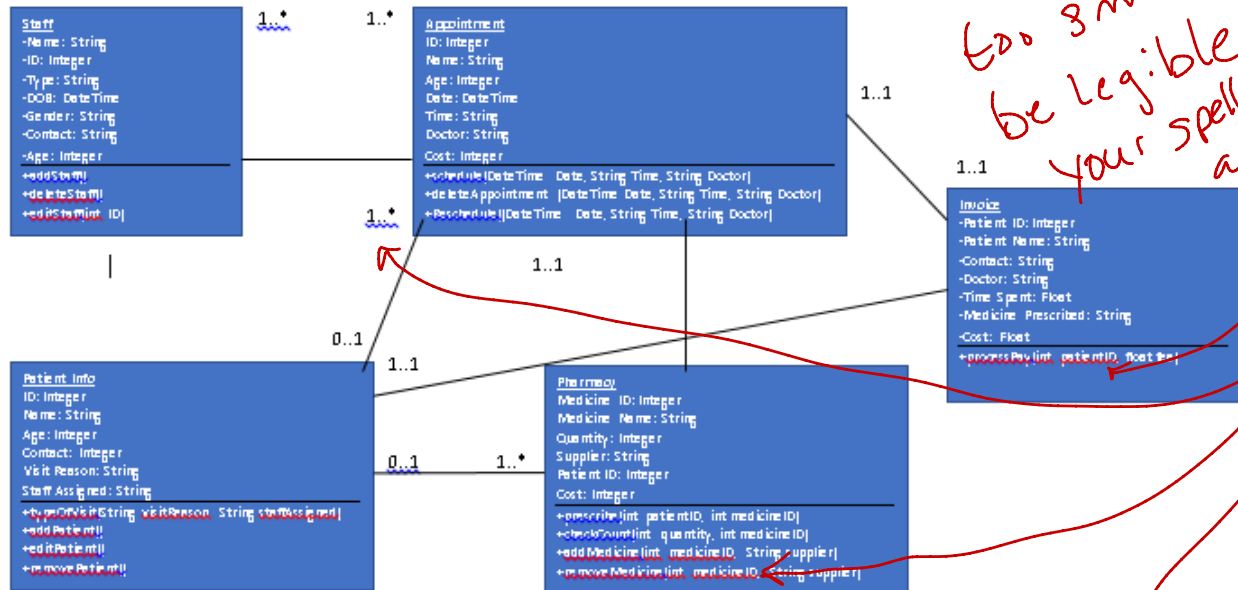 Staff
-Name: String
-ID: Integer
-Type: String
-DOB: DateTime
-Gender: String
-Contact: String
-Age: Integer
+addStaff()
+deleteStaff()
+editStaff(int ID)
1..*
1..*
Appointment
ID: Integer
Name: String
Age: Integer
Date: DateTime
Time: String
Doctor: String
Cost: Integer
+schedule(DateTime Date, String Time, String Doctor)
+deleteAppointment (DateTime Date, String Time, String Doctor)
+Reschedule(DateTime Date, String Time, String Doctor)
too
be legible
your
1..1
1..1
Invoice
-Patient ID: Integer
-Patient Name: String
-Contact: String
-Doctor: String
-Time Spent: Float
-Medicine Prescribed: String
-Cost: Float
+processPay(int patientID, float fee)
1..*
1..1
0..1
1..1
Patient Info
ID: Integer
Name: String
Age: Integer
Contact: Integer
Visit Reason: String
Staff Assigned: String
+typeOfVisit(String visitReason, String staffAssigned)
+addPatient()
+editPatient()
+removePatient()
0..1
1..*
Pharmacy
Medicine ID: Integer
Medicine Name: String
Quantity: Integer
Supplier: String
Patient ID: Integer
Cost: Integer
+prescribe(int patientID, int medicineID)
+checkCount(int quantity, int medicineID)
+addMedicine(int medicineID, String supplier)
+removeMedicine(int medicineID, String supplier)